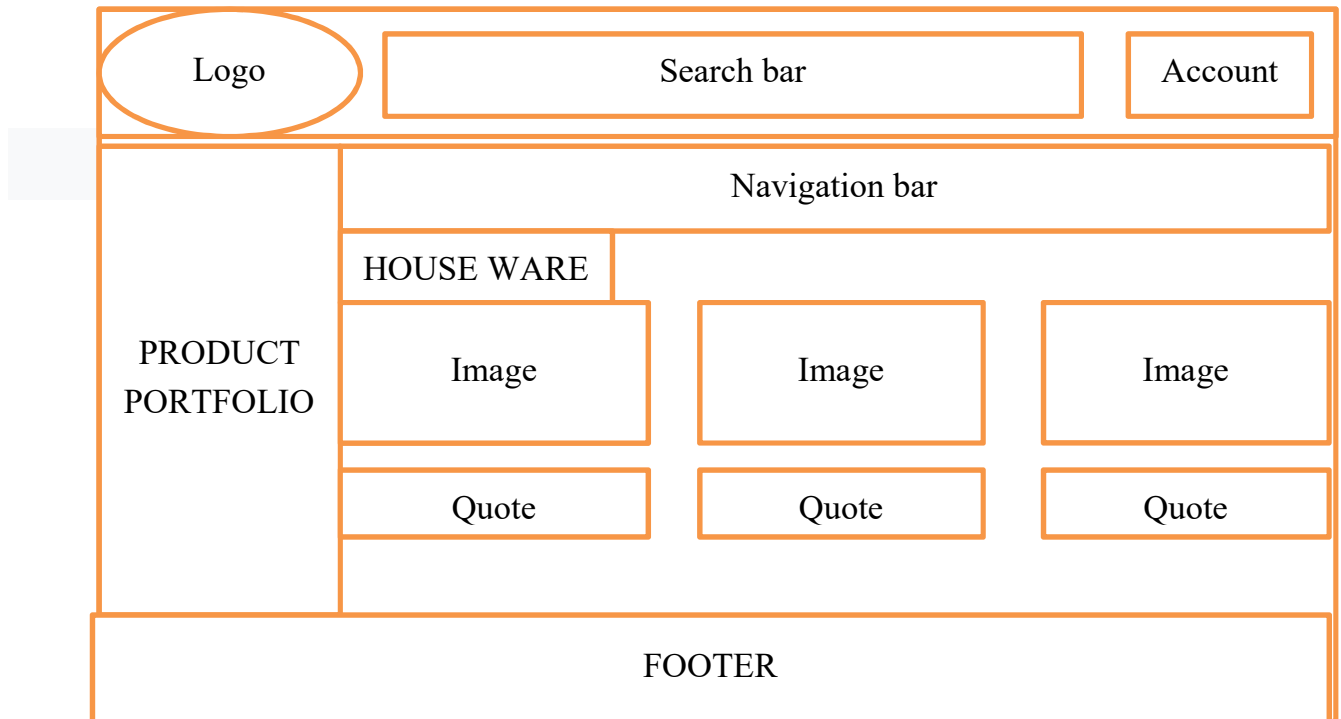 Logo
Search bar
Account
Navigation bar
HOUSE WARE
PRODUCT
PORTFOLIO
Image
Image
Image
Quote
Quote
Quote
FOOTER